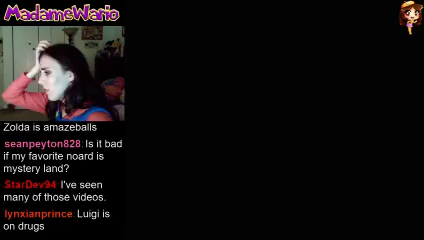 MadameWario
Zolda is amazeballs
seanpeyton828: Is it bad
if my favorite noard is
mystery land?
StarDev94: I've seen
many of those videos.
lynxianprince: Luigi is
on drugs